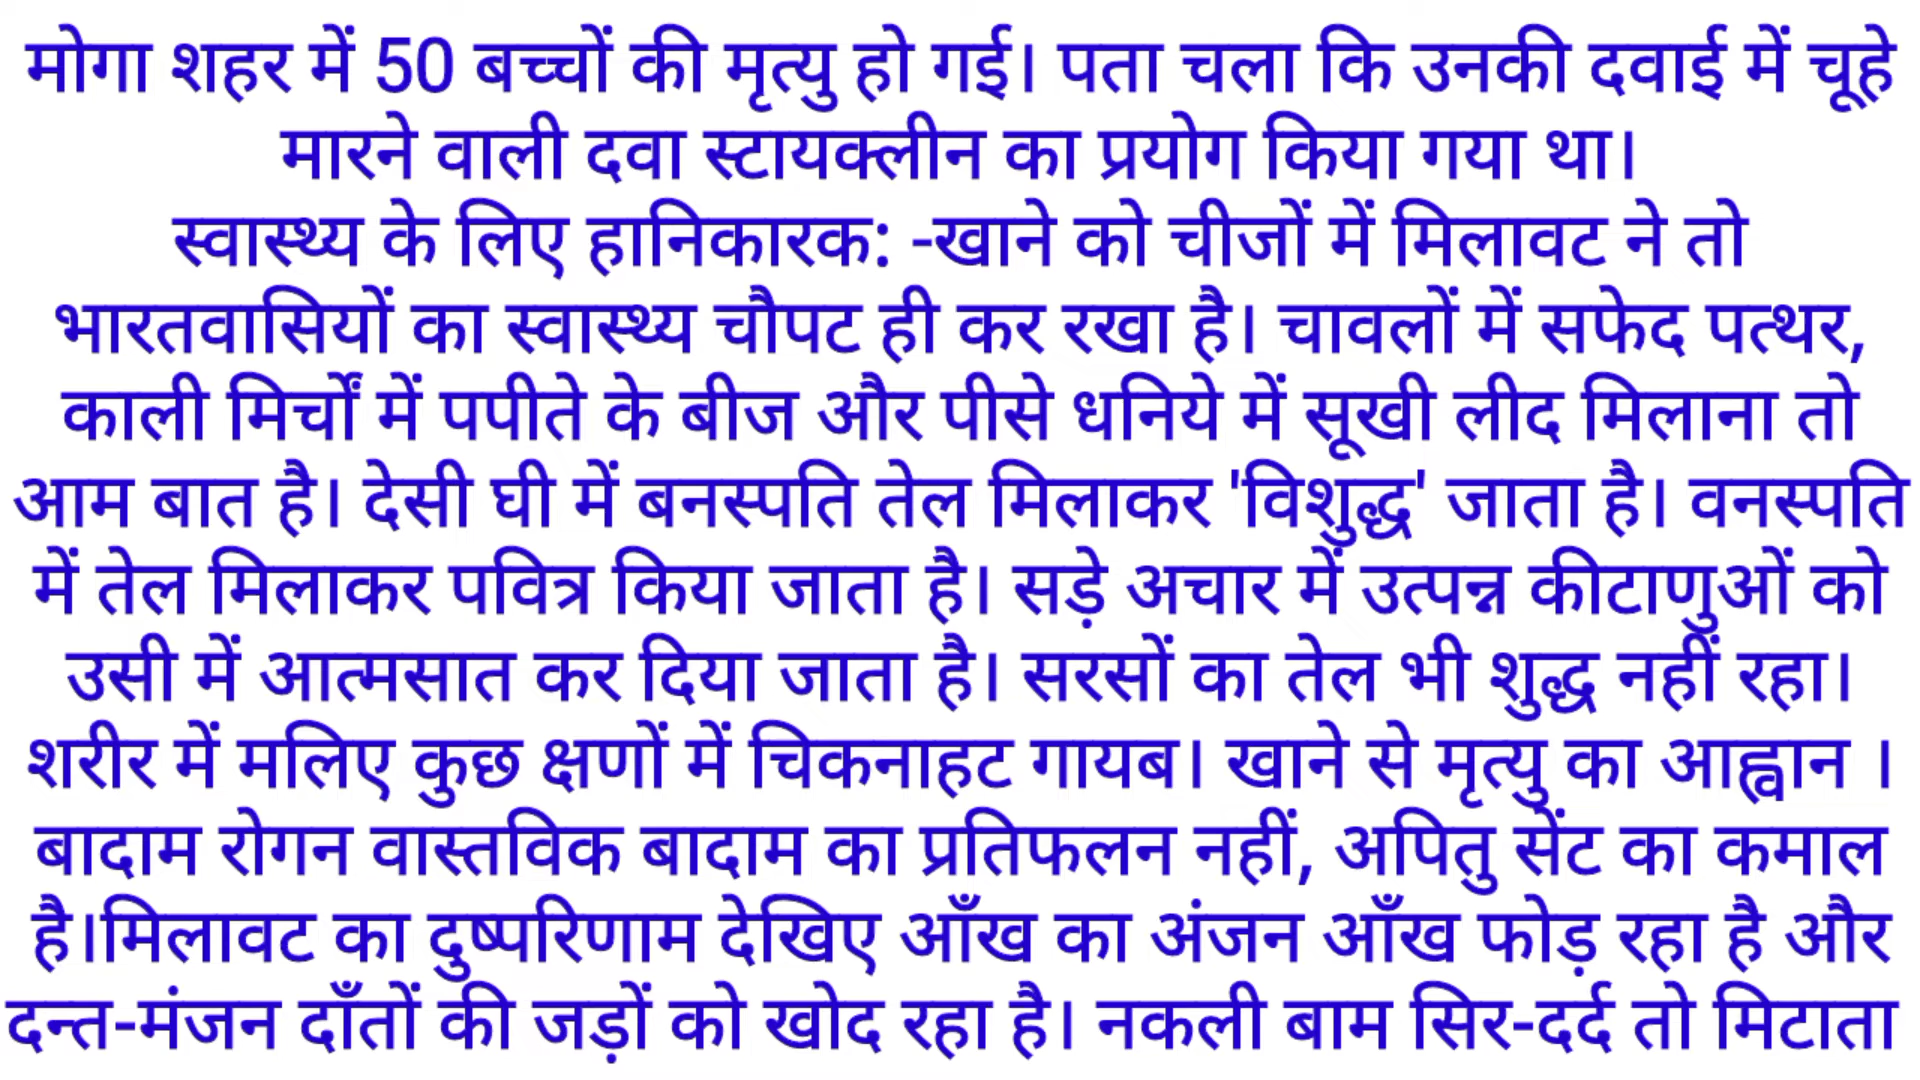 मोगा शहर में 50 बच्चों की मृत्यु हो गई। पता चला कि उनकी दवाई में चूहे
मारने वाली दवा स्टायक्लीन का प्रयोग किया गया था।
स्वास्थ्य के लिए हानिकारक: -खाने को चीजों में मिलावट ने तो
भारतवासियों का स्वास्थ्य चौपट ही कर रखा है। चावलों में सफेद पत्थर,
काली मिर्चों में पपीते के बीज और पीसे धनिये में सूखी लीद मिलाना तो
आम बात है। देसी घी में बनस्पति तेल मिलाकर 'विशुद्ध' जाता है। वनस्पति
में तेल मिलाकर पवित्र किया जाता है। सड़े अचार में उत्पन्न कीटाणुओं को
उसी में आत्मसात कर दिया जाता है। सरसों का तेल भी शुद्ध नहीं रहा।
शरीर में मलिए कुछ क्षणों में चिकनाहट गायब। खाने से मृत्यु का आह्वान ।
बादाम रोगन वास्तविक बादाम का प्रतिफलन नहीं, अपितु सेंट का कमाल
है।मिलावट का दुष्परिणाम देखिए आँख का अंजन आँख फोड़ रहा है और
दन्त-मंजन दाँतों की जड़ों को खोद रहा है। नकली बाम सिर-दर्द तो मिटाता